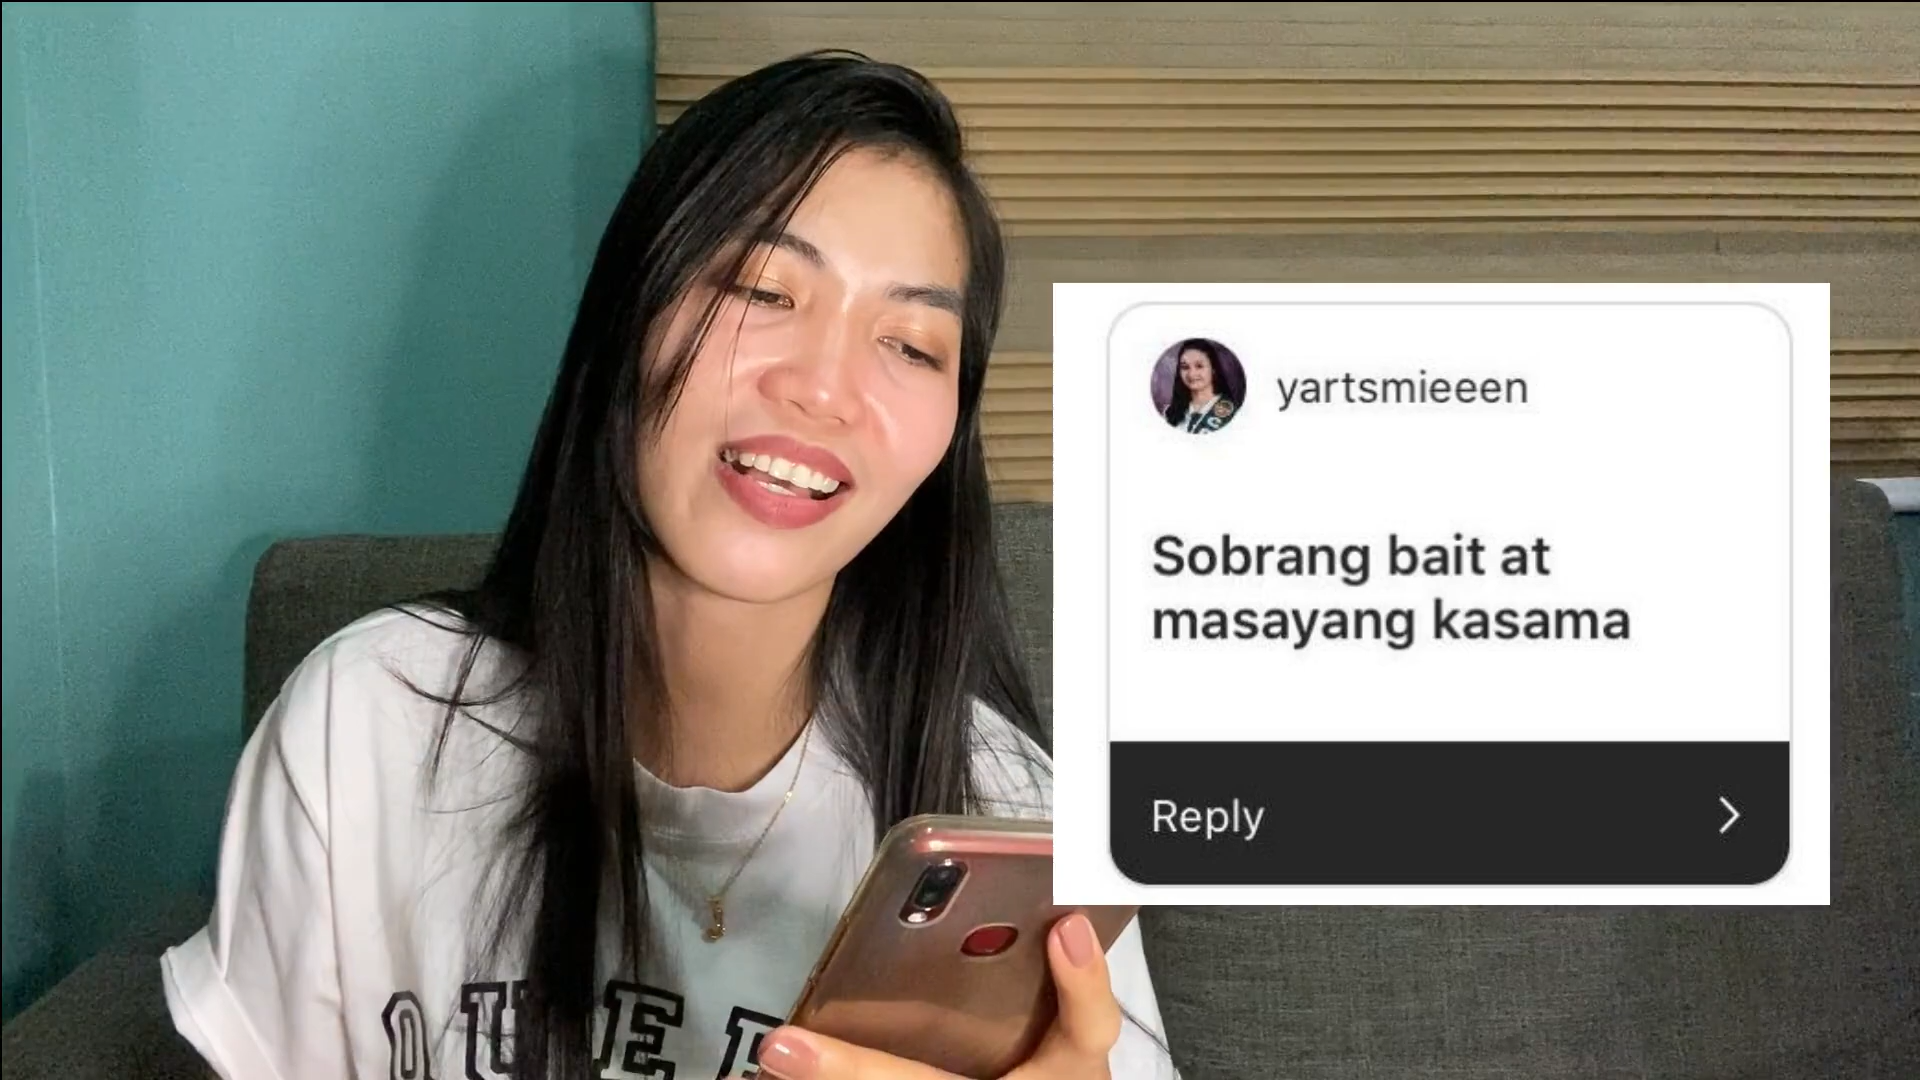 yartsmieeen
Sobrang bait at
masayang kasama
Reply